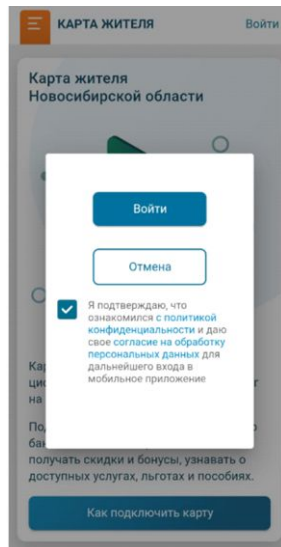 КАРТА ЖИТЕЛЯ Войти
Карта жителя
Новосибирской области
Войти
Отмена
Я подтверждаю, что
ознакомился с политикой
конфиденциальности и даю
свое согласие на обработку
персональных данных для
дальнейшего входа в
мобильное приложение
на
получать скидки и бонусы, узнавать о
доступных услугах, льготах и пособиях.
Как подключить карту